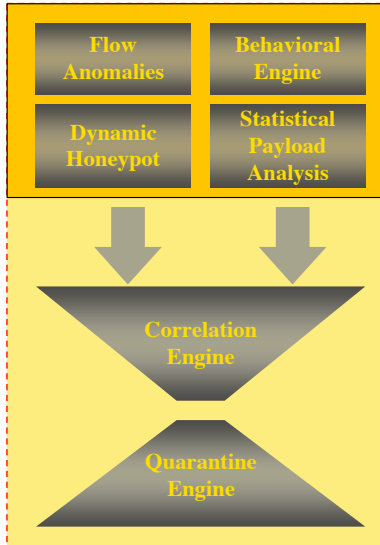 Flow
Anomalies
Behavioral
Engine
Dynamic
Honeypot
Statistical
Payload
Analysis
Correlation
Engine
Quarantine
Engine